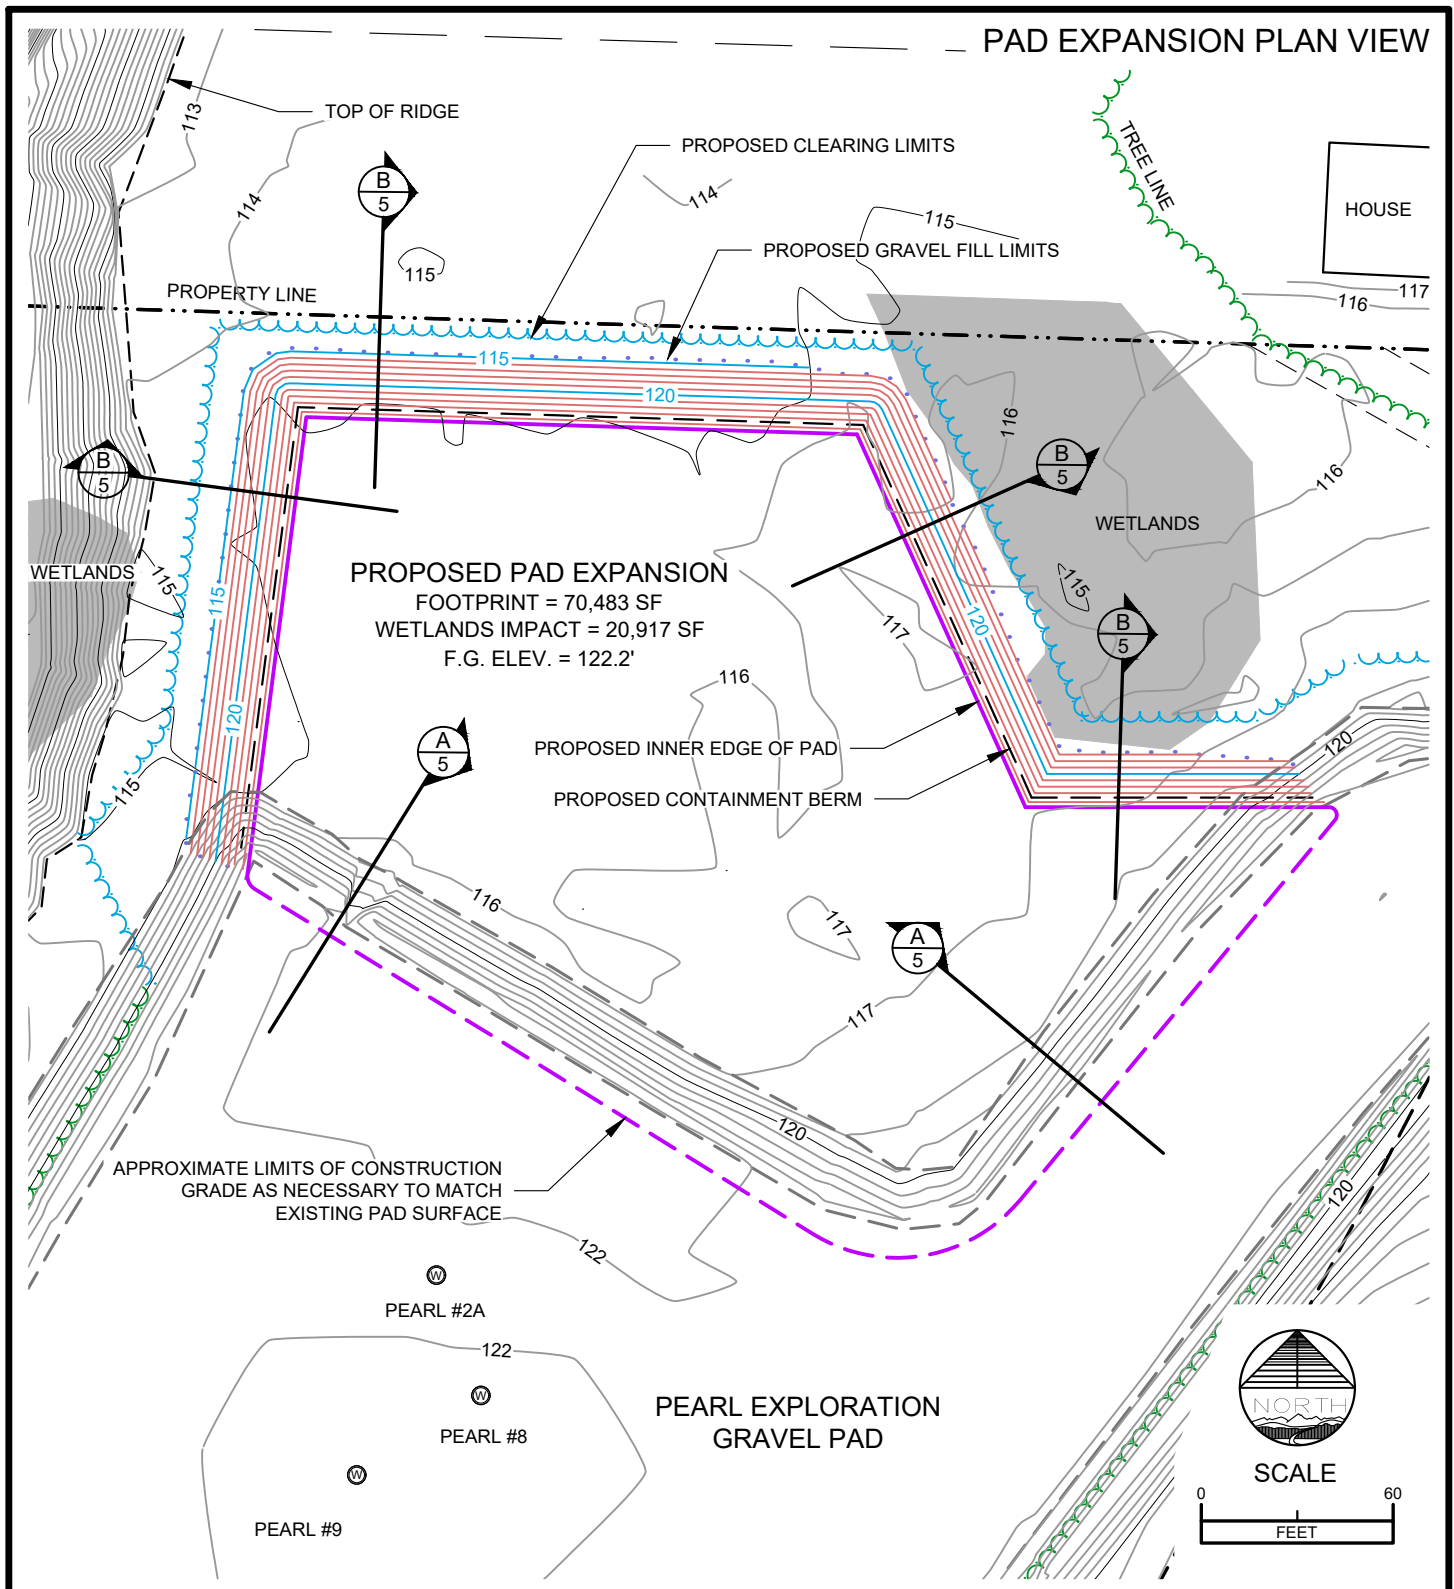 PAD EXPANSION PLAN VIEW
TOP OF RIDGE
113
PROPOSED CLEARING LIMITS
TREE LINE
HOUSE
B
5
114
114
115
PROPOSED GRAVEL FILL LIMITS
115
117
116
PROPERTY LINE
115
120
116
B
5
B
5
116
WETLANDS
WETLANDS
115
PROPOSED PAD EXPANSION
FOOTPRINT = 70,483 SF
WETLANDS IMPACT = 20,917 SF
F.G. ELEV. = 122.2'
115
115
120
117
B
5
116
120
A
5
PROPOSED INNER EDGE OF PAD
120
115
PROPOSED CONTAINMENT BERM
116
117
A
5
117
120
APPROXIMATE LIMITS OF CONSTRUCTION
GRADE AS NECESSARY TO MATCH
EXISTING PAD SURFACE
120
122
W
PEARL #2A
122
W
PEARL #8
PEARL EXPLORATION
GRAVEL PAD
W
PEARL #9
NORTH
SCALE
0 60
FEET